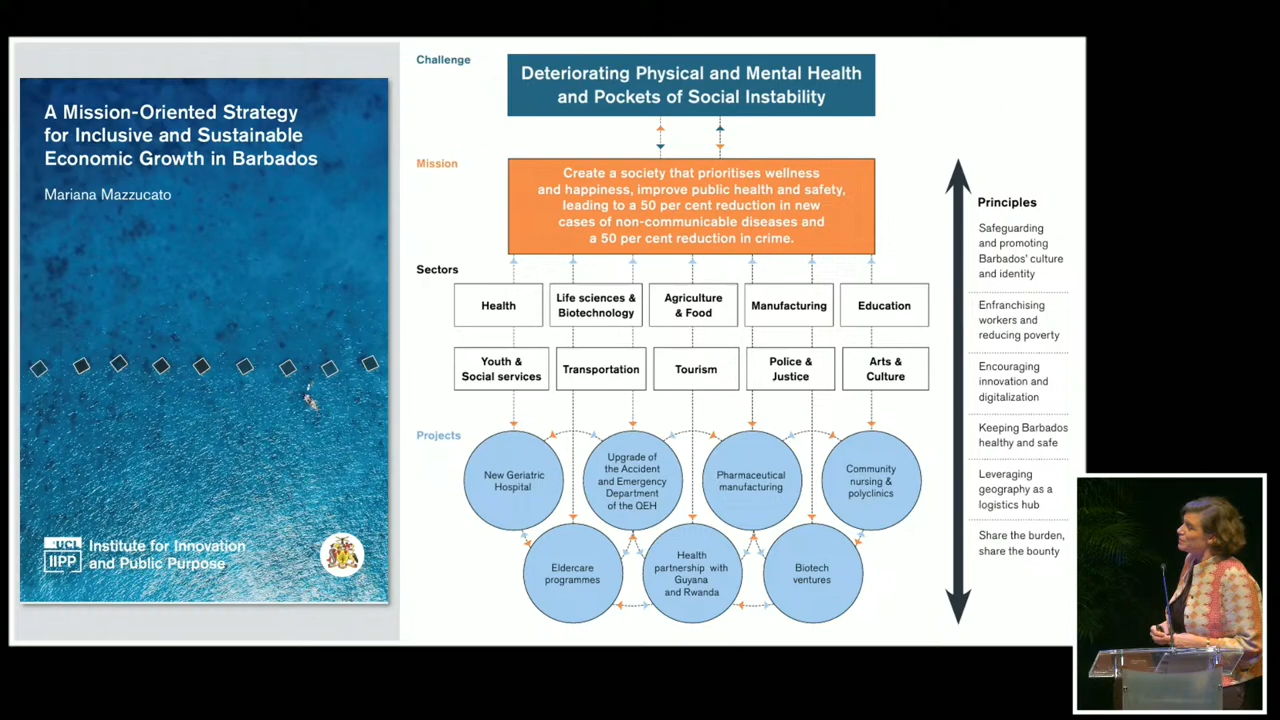 A Mission-Oriented Strategy
for Inclusive and Sustainable
Economic Growth in Barbados
Mariana Mazzucato
UCL
IIPP
Institute for Innovation
and Public Purpose
Challenge
Deteriorating Physical and Mental Health
and Pockets of Social Instability
Mission
Create a society that prioritises wellness
and happiness, improve public health and safety,
leading to a 50 per cent reduction in new
cases of non-communicable diseases and
a 50 per cent reduction in crime.
Sectors
Health
Life sciences &
Biotechnology
Agriculture
& Food
Manufacturing
Education
Youth &
Social services
Transportation
Tourism
Police &
Justice
Arts &
Culture
Projects
New Geriatric
Hospital
Upgrade of
the Accident
and Emergency
Department
of the QEH
Pharmaceutical
manufacturing
Community
nursing &
polyclinics
Eldercare
programmes
Health
partnership with
Guyana
and Rwanda
Biotech
ventures
Principles
Safeguarding
and promoting
Barbados' culture
and identity
Enfranchising
workers and
reducing poverty
Encouraging
innovation and
digitalization
Keeping Barbados
healthy and safe
Leveraging
geography as a
logistics hub
Share the burden,
share the bounty